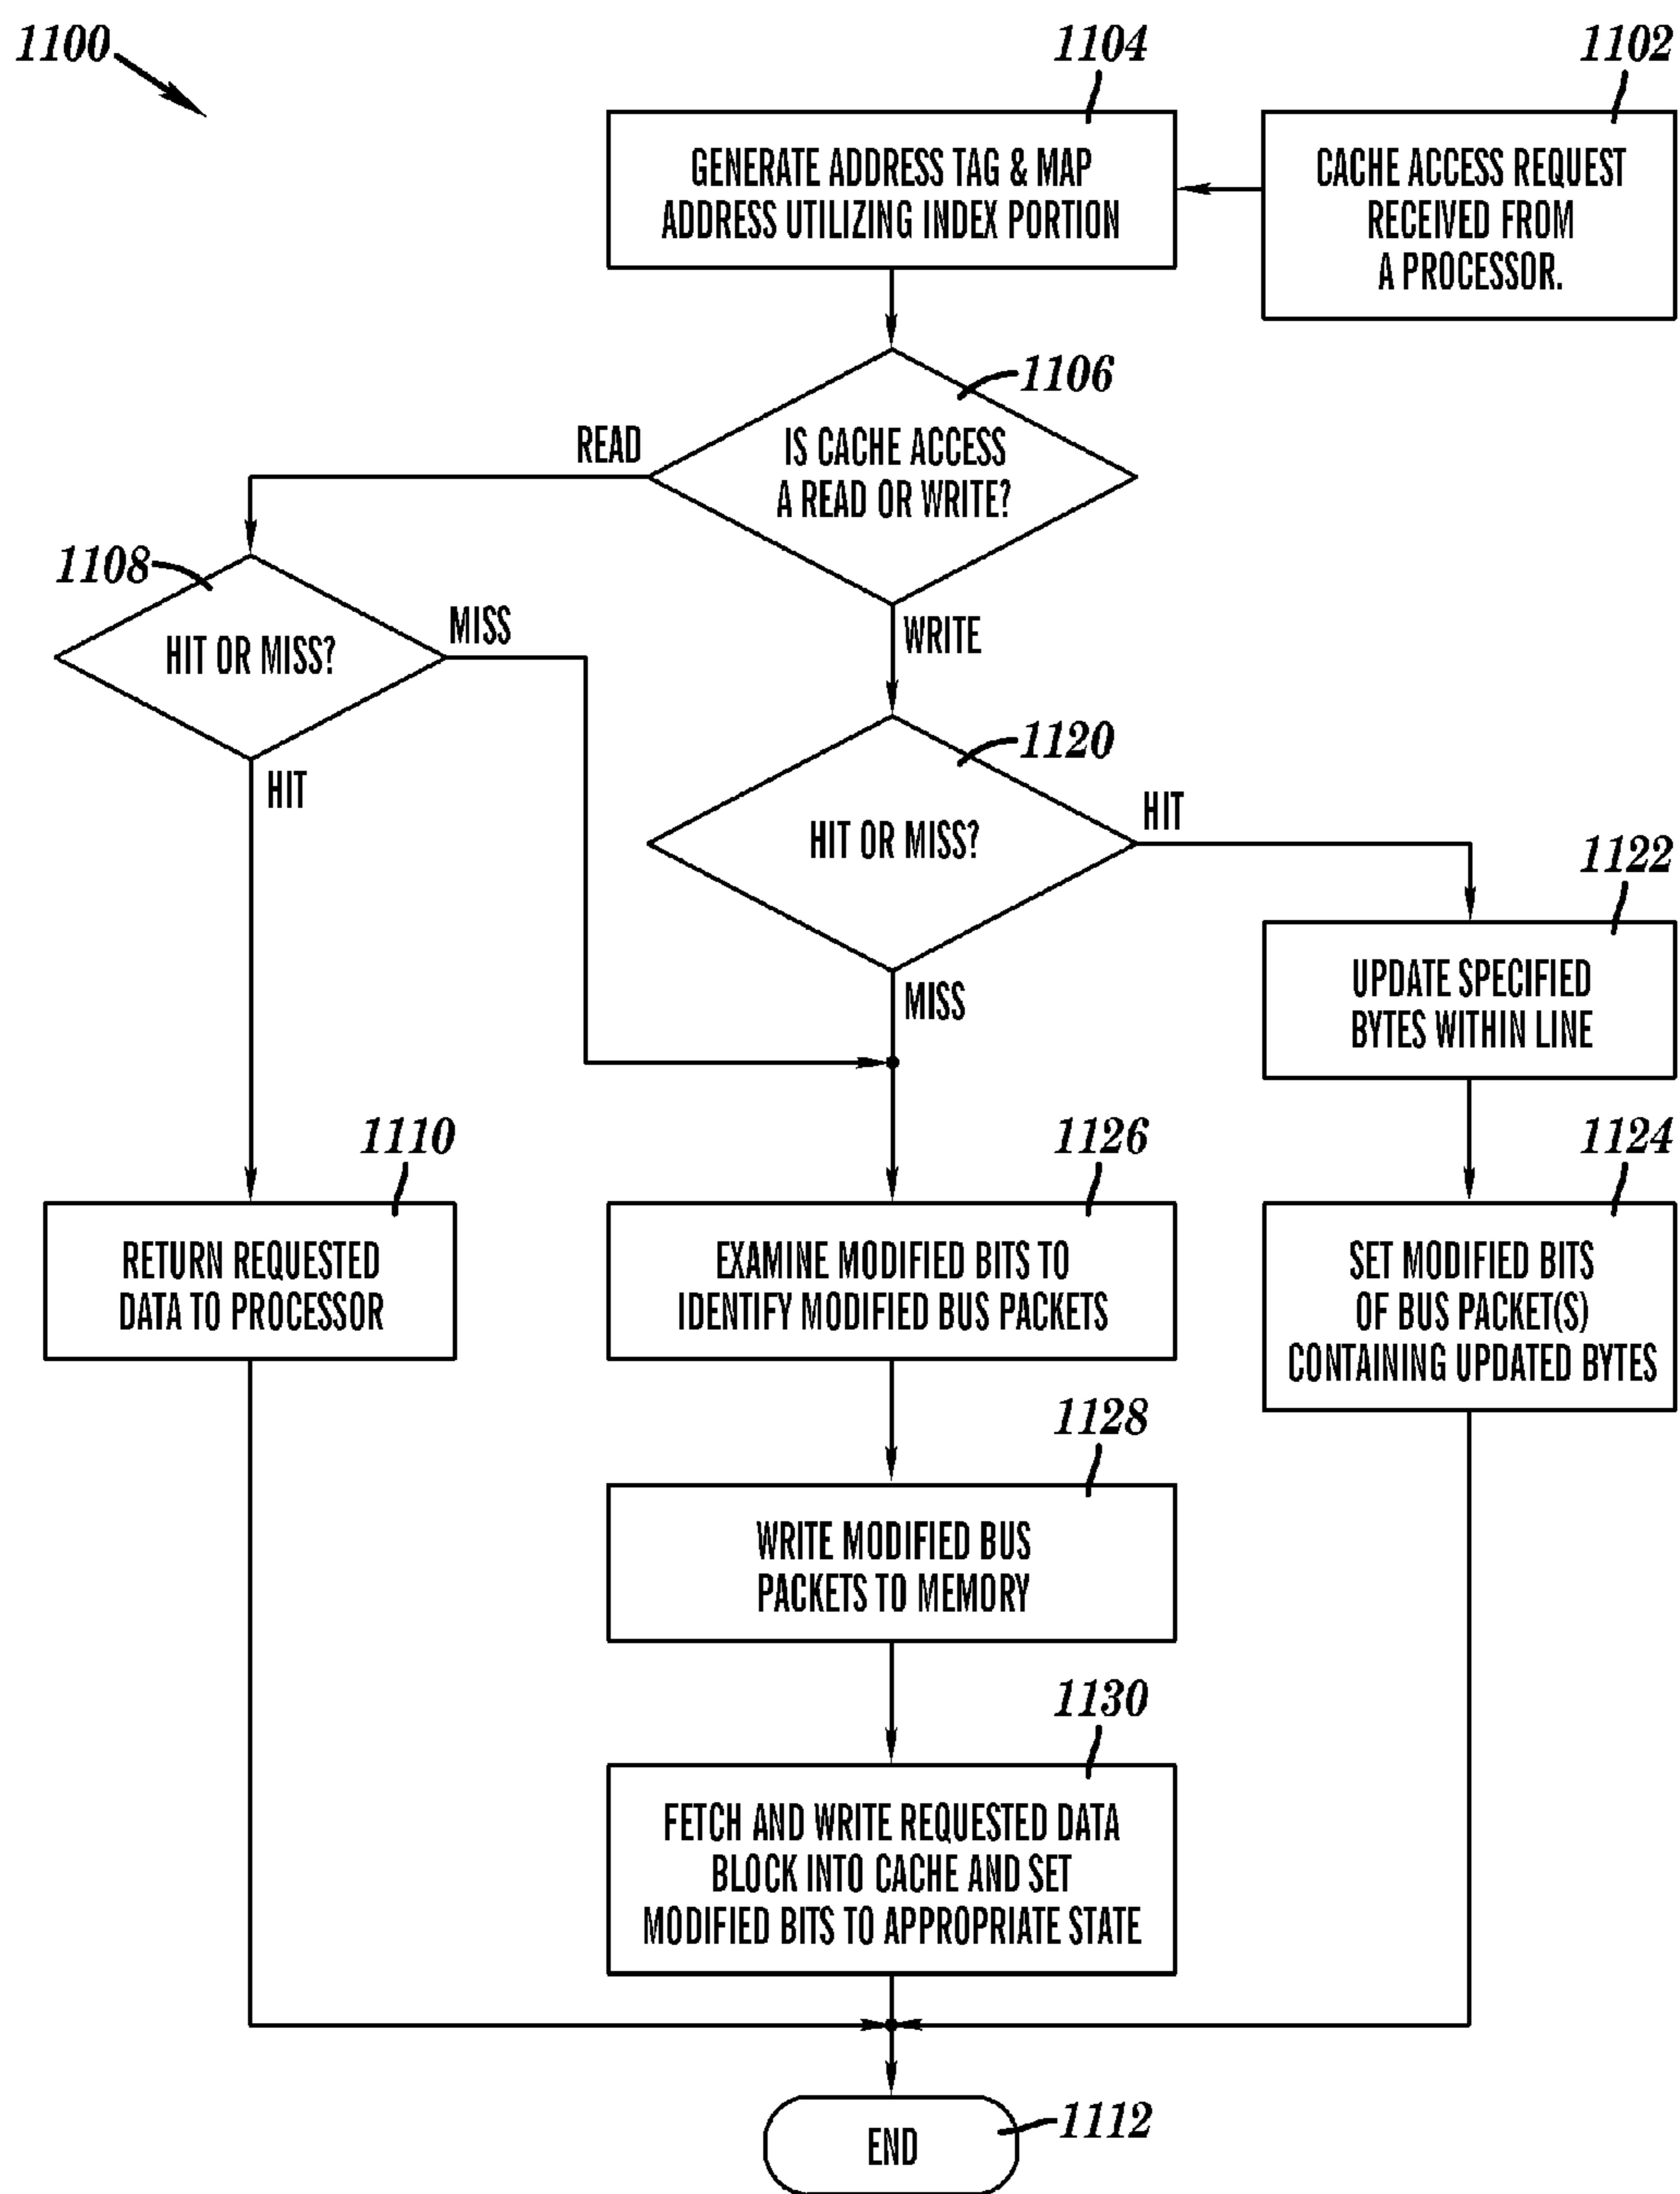 1100
1104
1102
GENERATE ADDRESS TAG & MAP
ADDRESS UTILIZING INDEX PORTION
CACHE ACCESS REQUEST
RECEIVED FROM
A PROCESSOR.
1106
READ
IS CACHE ACCESS
A READ OR WRITE?
WRITE
1108
HIT OR MISS?
MISS
HIT
1120
HIT OR MISS?
HIT
MISS
1122
UPDATE SPECIFIED
BYTES WITHIN LINE
1110
RETURN REQUESTED
DATA TO PROCESSOR
1126
EXAMINE MODIFIED BITS TO
IDENTIFY MODIFIED BUS PACKETS
1124
SET MODIFIED BITS
OF BUS PACKET(S)
CONTAINING UPDATED BYTES
1128
WRITE MODIFIED BUS
PACKETS TO MEMORY
1130
FETCH AND WRITE REQUESTED DATA
BLOCK INTO CACHE AND SET
MODIFIED BITS TO APPROPRIATE STATE
END
1112